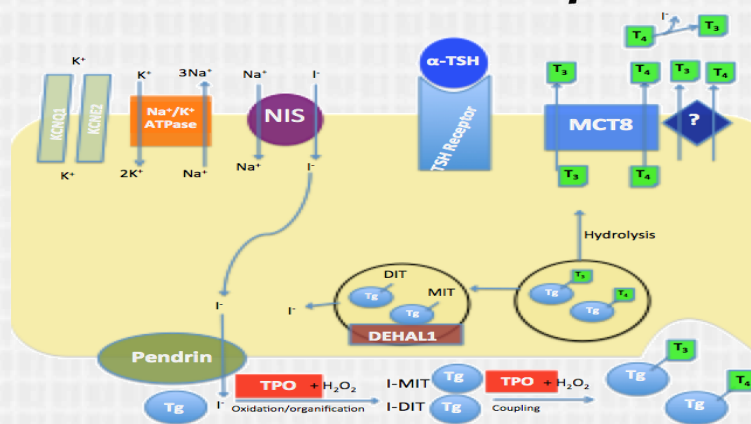 I⁻
T₄
T₃
K⁺
K⁺
3Na⁺
Na⁺
I⁻
α-TSH
T₃
T₄
T₃
T₄
KCNQ1
KCNE2
Na⁺/K⁺
ATPase
NIS
TSH Receptor
MCT8
?
K⁺
2K⁺
Na⁺
Na⁺
I⁻
T₃
T₄
Hydrolysis
DIT
Tg
MIT
Tg
DEHAL1
Tg
T₃
Tg
T₄
I⁻
I⁻
Pendrin
Tg
I⁻
TPO + H₂O₂
Oxidation/organification
I-MIT Tg
I-DIT Tg
TPO + H₂O₂
Coupling
Tg
T₃
Tg
T₄